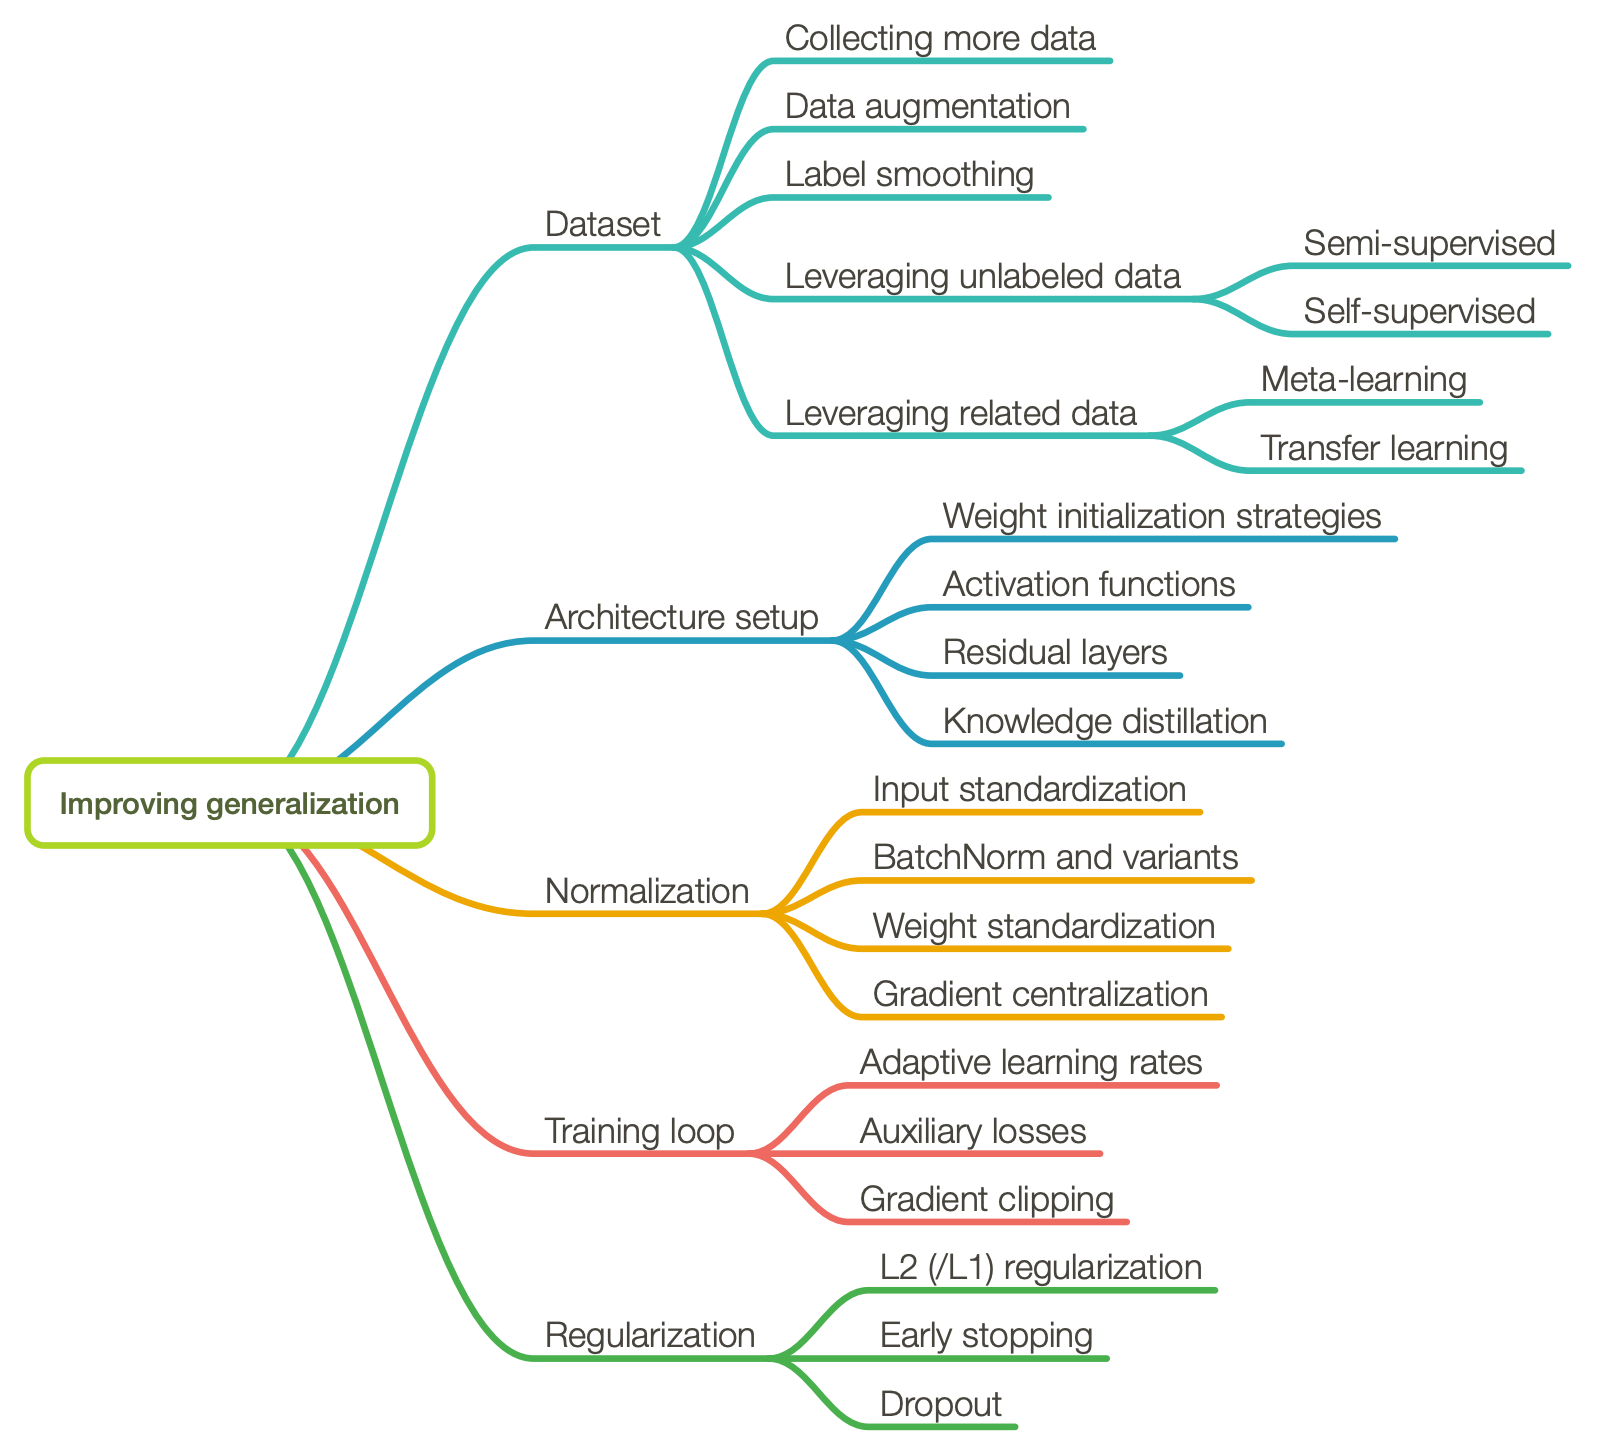 Improving generalization
Dataset
Collecting more data
Data augmentation
Label smoothing
Leveraging unlabeled data
Semi-supervised
Self-supervised
Leveraging related data
Meta-learning
Transfer learning
Architecture setup
Weight initialization strategies
Activation functions
Residual layers
Knowledge distillation
Normalization
Input standardization
BatchNorm and variants
Weight standardization
Gradient centralization
Training loop
Adaptive learning rates
Auxiliary losses
Gradient clipping
Regularization
L2 (/L1) regularization
Early stopping
Dropout